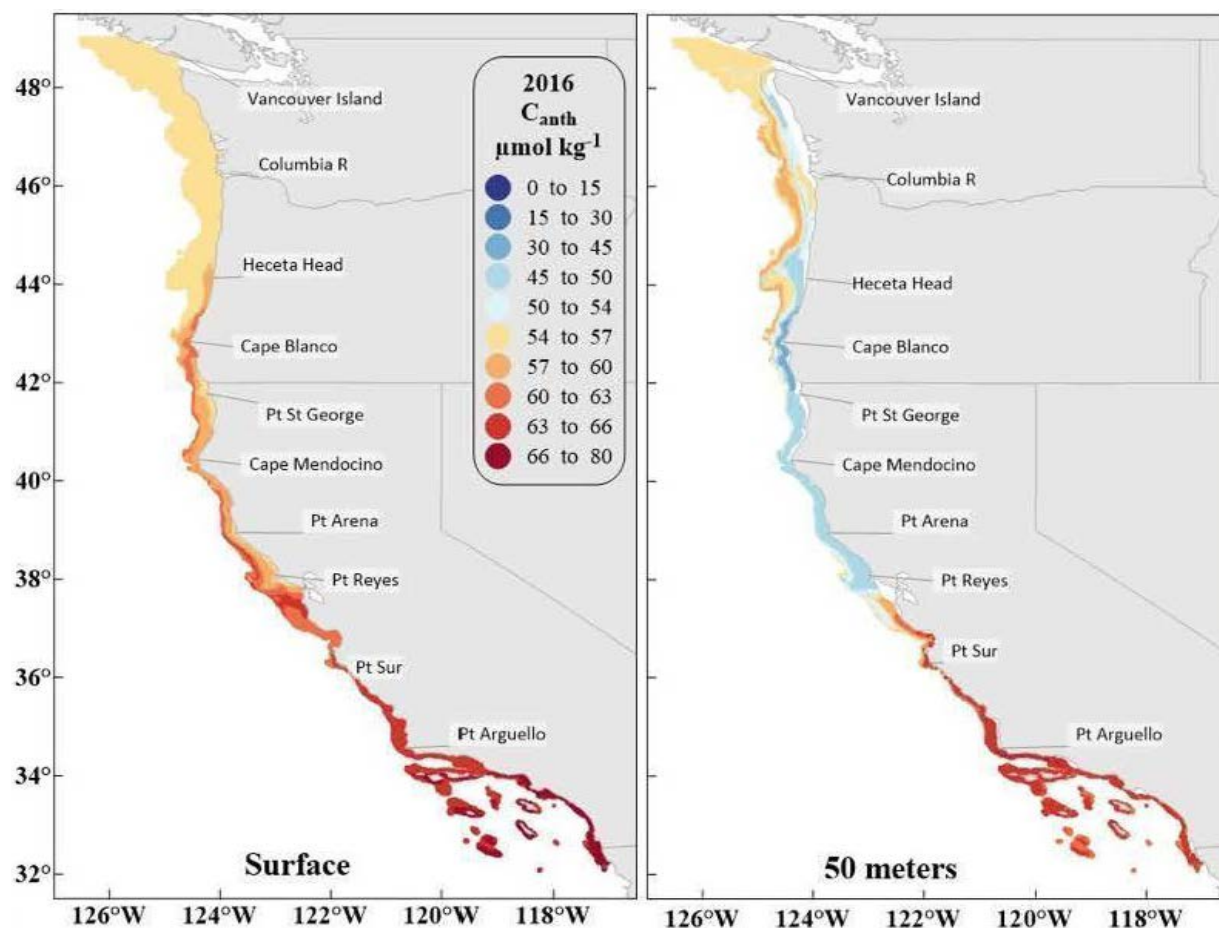 48°
46°
44°
42°
40°
38°
36°
34°
32°
Vancouver Island
Columbia R
Heceta Head
Cape Blanco
Pt St George
Cape Mendocino
Pt Arena
Pt Reyes
Pt Sur
Pt Arguello
2016
C_anth
µmol kg⁻¹
0 to 15
15 to 30
30 to 45
45 to 50
50 to 54
54 to 57
57 to 60
60 to 63
63 to 66
66 to 80
Surface
126°W 124°W 122°W 120°W 118°W
Vancouver Island
Columbia R
Heceta Head
Cape Blanco
Pt St George
Cape Mendocino
Pt Arena
Pt Reyes
Pt Sur
Pt Arguello
50 meters
126°W 124°W 122°W 120°W 118°W